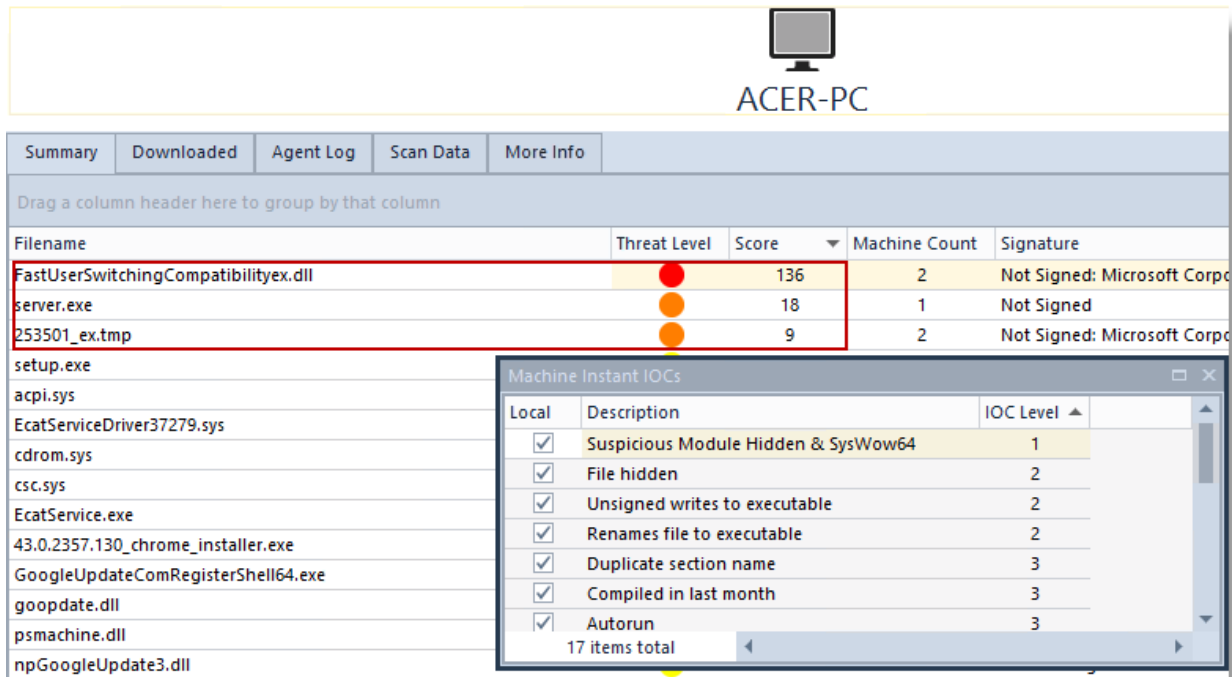 ACER-PC
Summary Downloaded Agent Log Scan Data More Info
Drag a column header here to group by that column
Filename Threat Level Score Machine Count Signature
FastUserSwitchingCompatibilityex.dll 136 2 Not Signed: Microsoft Corpo
server.exe 18 1 Not Signed
253501_ex.tmp 9 2 Not Signed: Microsoft Corpo
setup.exe
acpi.sys
EcatServiceDriver37279.sys
cdrom.sys
csc.sys
EcatService.exe
43.0.2357.130_chrome_installer.exe
GoogleUpdateComRegisterShell64.exe
goopdate.dll
psmachine.dll
npGoogleUpdate3.dll
Machine Instant IOCs
Local Description IOC Level
Suspicious Module Hidden & SysWow64 1
File hidden 2
Unsigned writes to executable 2
Renames file to executable 2
Duplicate section name 3
Compiled in last month 3
Autorun 3
17 items total